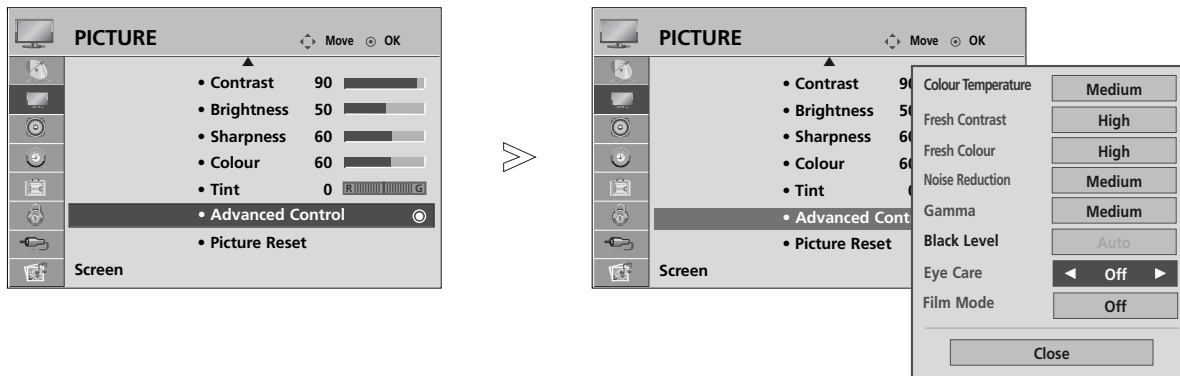 PICTURE
Move OK
• Contrast 90
• Brightness 50
• Sharpness 60
• Colour 60
• Tint 0 R G
• Advanced Control
• Picture Reset
Screen
PICTURE
Move OK
• Contrast 9
• Brightness 5
• Sharpness 6
• Colour 6
• Tint
• Advanced Cont
• Picture Reset
Screen
Colour Temperature Medium
Fresh Contrast High
Fresh Colour High
Noise Reduction Medium
Gamma Medium
Black Level Auto
Eye Care ◀ Off ▶
Film Mode Off
Close